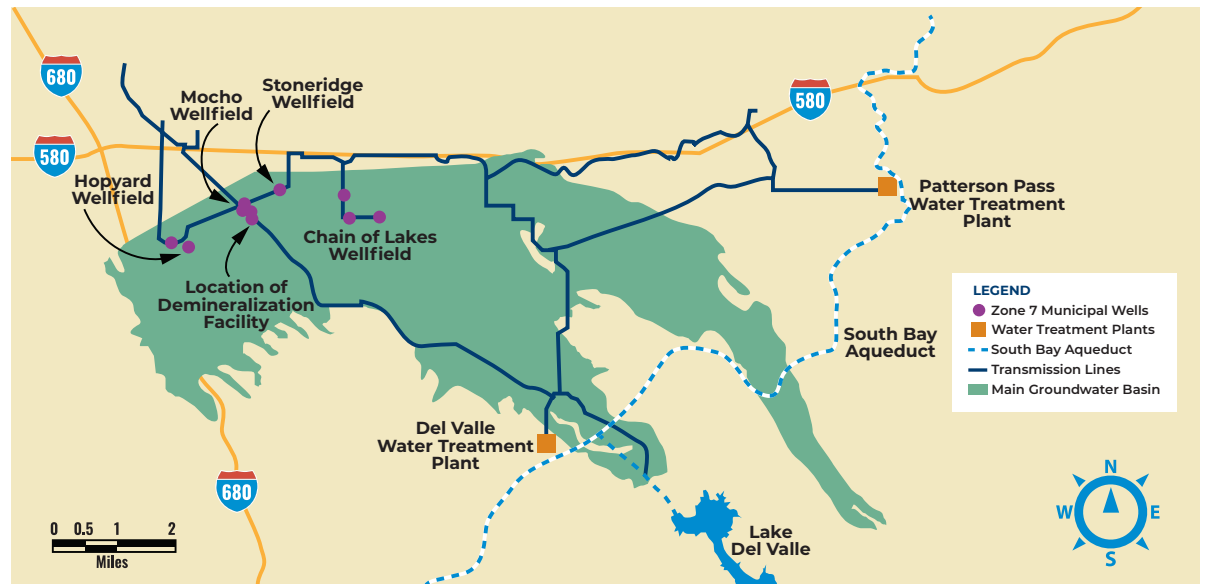 680
Stoneridge
Wellfield
Mocho
Wellfield
580
580
Hopyard
Wellfield
Patterson Pass
Water Treatment
Plant
Chain of Lakes
Wellfield
Location of
Demineralization
Facility
LEGEND
Zone 7 Municipal Wells
Water Treatment Plants
South Bay Aqueduct
Transmission Lines
Main Groundwater Basin
South Bay
Aqueduct
Del Valle
Water Treatment
Plant
680
N
W E
S
0 0.5 1 2
Miles
Lake
Del Valle